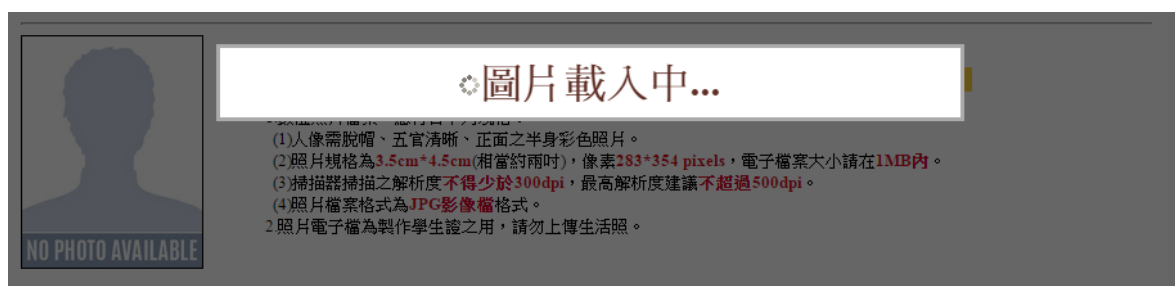 圖片載入中...
(1)人像需脫帽、五官清晰、正面之半身彩色照片。
(2)照片規格為3.5cm*4.5cm(相當約兩吋)，像素283*354 pixels，電子檔案大小請在1MB內。
(3)掃描器掃描之解析度不得少於300dpi，最高解析度建議不超過500dpi。
(4)照片檔案格式為JPG影像檔格式。
2.照片電子檔為製作學生證之用，請勿上傳生活照。
NO PHOTO AVAILABLE